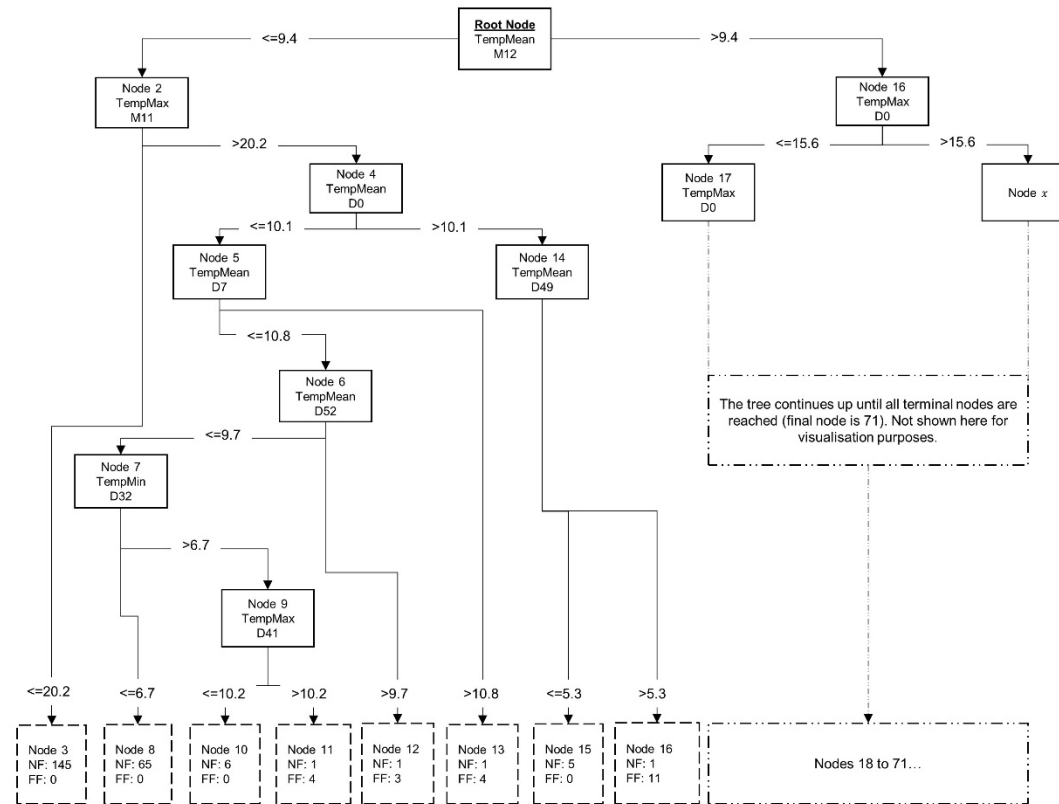 Root Node
TempMean
M12
<=9.4
>9.4
Node 2
TempMax
M11
Node 16
TempMax
D0
>20.2
<=15.6
>15.6
Node 4
TempMean
D0
Node 17
TempMax
D0
Node x
<=10.1
>10.1
Node 5
TempMean
D7
Node 14
TempMean
D49
<=10.8
Node 6
TempMean
D52
The tree continues up until all terminal nodes are
reached (final node is 71). Not shown here for
visualisation purposes.
<=9.7
Node 7
TempMin
D32
>6.7
Node 9
TempMax
D41
<=20.2
<=6.7
<=10.2
>10.2
>9.7
>10.8
<=5.3
>5.3
Node 3
NF: 145
FF: 0
Node 8
NF: 65
FF: 0
Node 10
NF: 6
FF: 0
Node 11
NF: 1
FF: 4
Node 12
NF: 1
FF: 3
Node 13
NF: 1
FF: 4
Node 15
NF: 5
FF: 0
Node 16
NF: 1
FF: 11
Nodes 18 to 71...